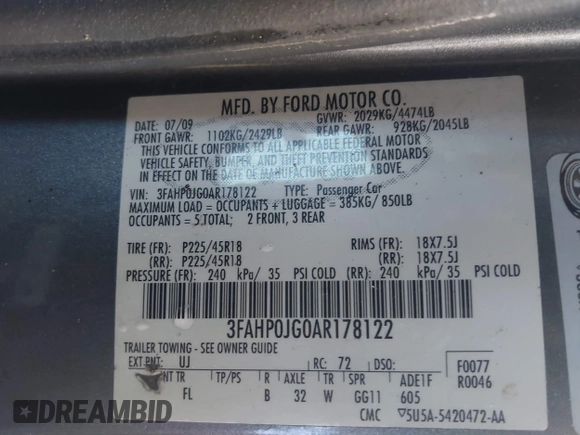 MFD. BY FORD MOTOR CO.
DATE: 07/09 GVWR: 2029KG/4474LB
FRONT GAWR: 1102KG/2429LB REAR GAWR: 928KG/2045LB
THIS VEHICLE CONFORMS TO ALL APPLICABLE FEDERAL MOTOR
VEHICLE SAFETY, BUMPER, AND THEFT PREVENTION STANDARDS
IN EFFECT ON THE DATE OF MANUFACTURE SHOWN ABOVE.
VIN: 3FAHP0JG0AR178122 TYPE: Passenger Car
MAXIMUM LOAD = OCCUPANTS + LUGGAGE = 385KG/ 850LB
OCCUPANTS = 5 TOTAL; 2 FRONT, 3 REAR
TIRE (FR): P225/45R18 RIMS (FR): 18X7.5J
(RR): P225/45R18 (RR): 18X7.5J
PRESSURE (FR): 240 kPa/ 35 PSI COLD (RR): 240 kPa/ 35 PSI COLD
3FAHP0JG0AR178122
TRAILER TOWING - SEE OWNER GUIDE
EXT PNT: UJ RC: 72 DSO: F0077
NT TR TP/PS R AXLE TR SPR ADE1F R0046
FL B 32 W GG11 605
CMC 5U5A-5420472-AA
DUSD.COM